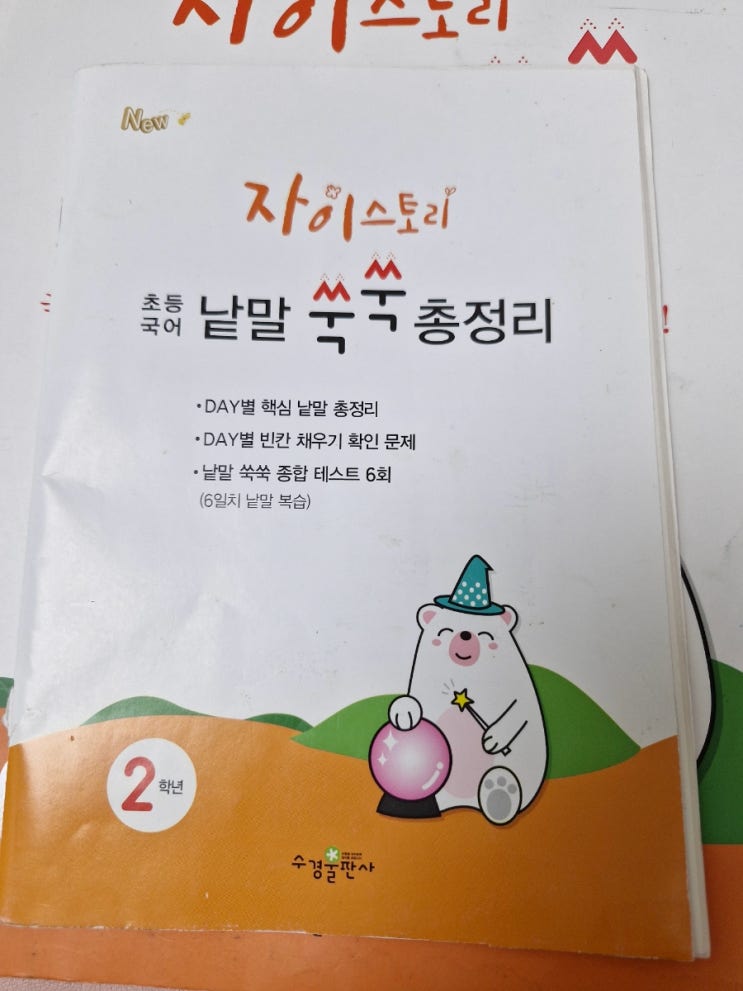 자이스토리
New
자이스토리
초등
국어
낱말 쑥쑥 총정리
!
• DAY별 핵심 낱말 총정리
• DAY별 빈칸 채우기 확인 문제
• 낱말 쑥쑥 종합 테스트 6회
(6일치 낱말 복습)
2학년
수경출판사